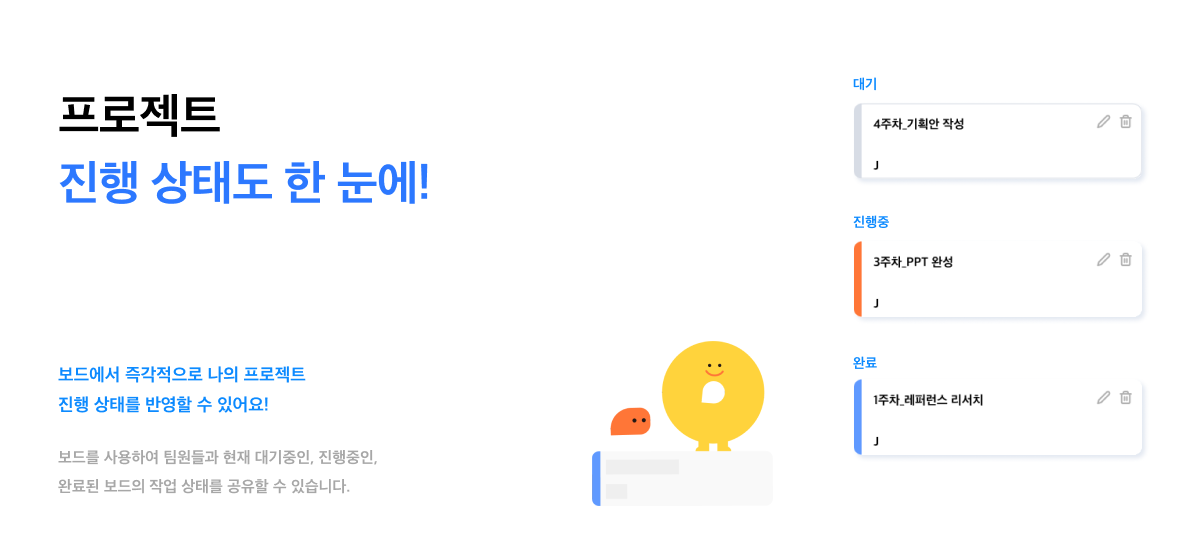 프로젝트
진행 상태도 한 눈에!
보드에서 즉각적으로 나의 프로젝트
진행 상태를 반영할 수 있어요!
보드를 사용하여 팀원들과 현재 대기중인, 진행중인,
완료된 보드의 작업 상태를 공유할 수 있습니다.
대기
4주차_기획안 작성
J
진행중
3주차_PPT 완성
J
완료
1주차_레퍼런스 리서치
J